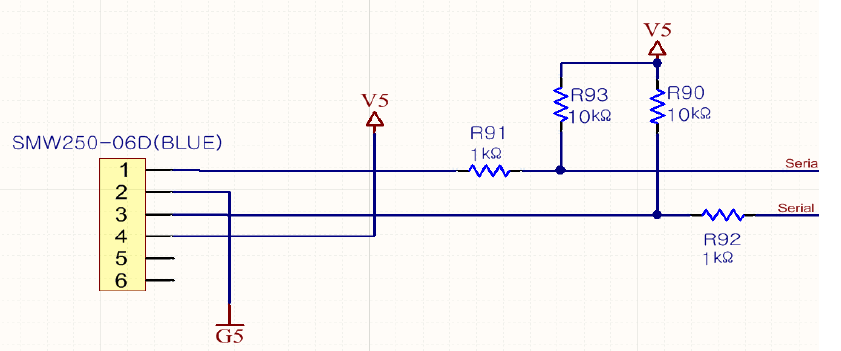 V5
R93
10kΩ
R90
10kΩ
V5
R91
1kΩ
SMW250-06D(BLUE)
1
2
3
4
5
6
Seria
Serial
R92
1kΩ
G5